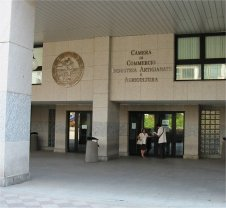 CAMERA
DI
COMMERCIO
INDUSTRIA ARTIGIANATO
E
AGRICOLTURA